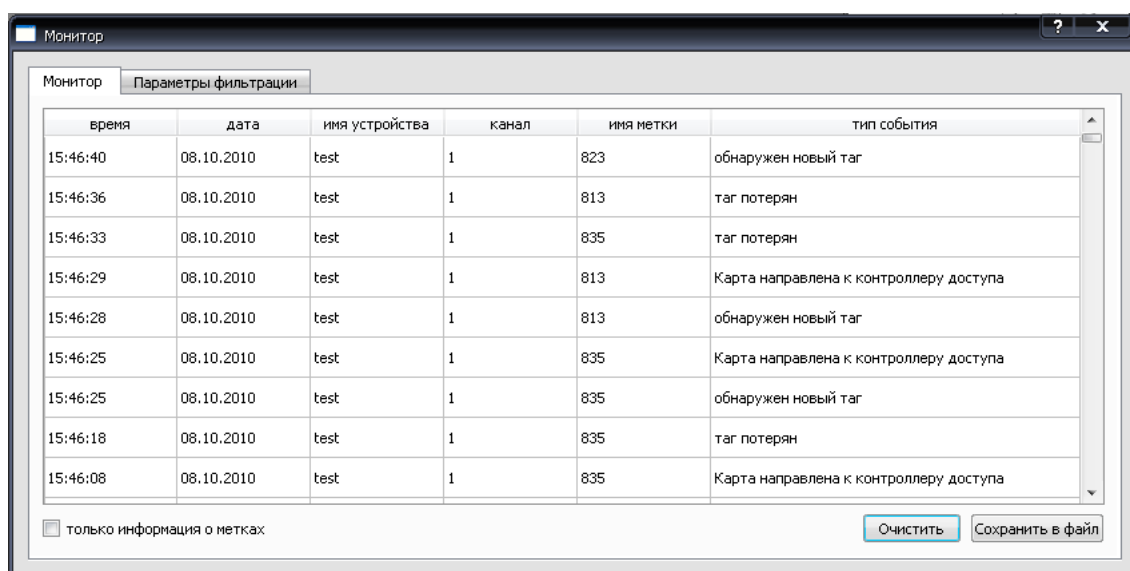 Монитор
? x
Монитор Параметры фильтрации
время дата имя устройства канал имя метки тип события
15:46:40 08.10.2010 test 1 823 обнаружен новый таг
15:46:36 08.10.2010 test 1 813 таг потерян
15:46:33 08.10.2010 test 1 835 таг потерян
15:46:29 08.10.2010 test 1 813 Карта направлена к контроллеру доступа
15:46:28 08.10.2010 test 1 813 обнаружен новый таг
15:46:25 08.10.2010 test 1 835 Карта направлена к контроллеру доступа
15:46:25 08.10.2010 test 1 835 обнаружен новый таг
15:46:18 08.10.2010 test 1 835 таг потерян
15:46:08 08.10.2010 test 1 835 Карта направлена к контроллеру доступа
только информация о метках Очистить Сохранить в файл